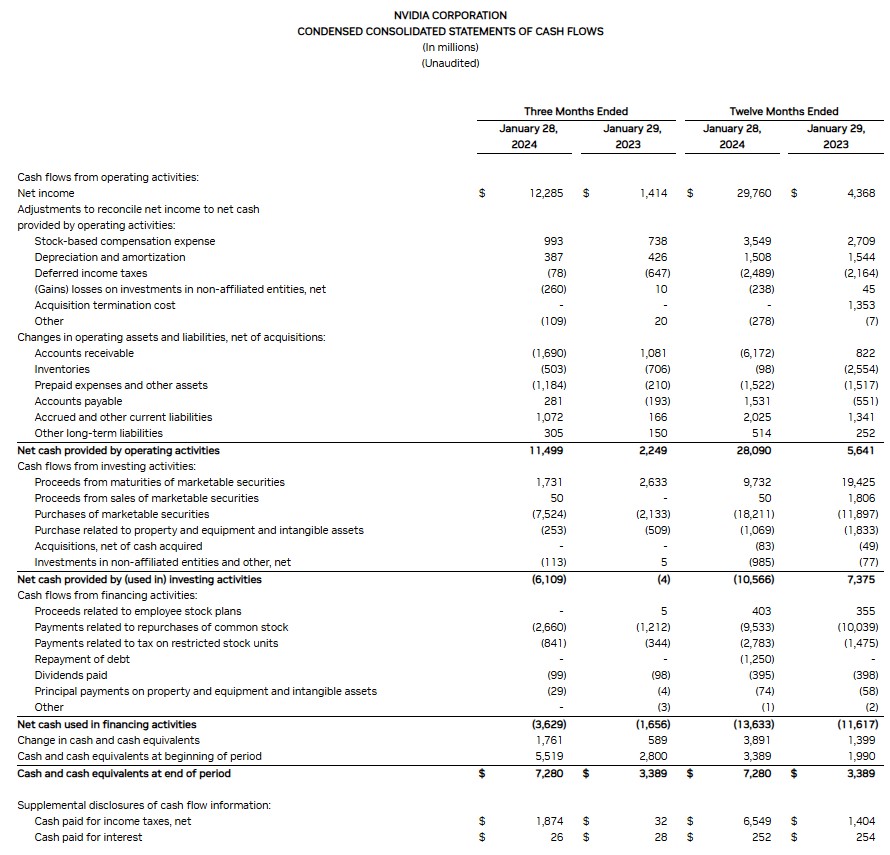 NVIDIA CORPORATION
CONDENSED CONSOLIDATED STATEMENTS OF CASH FLOWS
(In millions)
(Unaudited)
Three Months Ended Twelve Months Ended
January 28, January 29, January 28, January 29,
2024 2023 2024 2023
Cash flows from operating activities:
Net income $ 12,285 $ 1,414 $ 29,760 $ 4,368
Adjustments to reconcile net income to net cash
provided by operating activities:
Stock-based compensation expense 993 738 3,549 2,709
Depreciation and amortization 387 426 1,508 1,544
Deferred income taxes (78) (647) (2,489) (2,164)
(Gains) losses on investments in non-affiliated entities, net (260) 10 (238) 45
Acquisition termination cost - - - 1,353
Other (109) 20 (278) (7)
Changes in operating assets and liabilities, net of acquisitions:
Accounts receivable (1,690) 1,081 (6,172) 822
Inventories (503) (706) (98) (2,554)
Prepaid expenses and other assets (1,184) (210) (1,522) (1,517)
Accounts payable 281 (193) 1,531 (551)
Accrued and other current liabilities 1,072 166 2,025 1,341
Other long-term liabilities 305 150 514 252
Net cash provided by operating activities 11,499 2,249 28,090 5,641
Cash flows from investing activities:
Proceeds from maturities of marketable securities 1,731 2,633 9,732 19,425
Proceeds from sales of marketable securities 50 - 50 1,806
Purchases of marketable securities (7,524) (2,133) (18,211) (11,897)
Purchase related to property and equipment and intangible assets (253) (509) (1,069) (1,833)
Acquisitions, net of cash acquired - - (83) (49)
Investments in non-affiliated entities and other, net (113) 5 (985) (77)
Net cash provided by (used in) investing activities (6,109) (4) (10,566) 7,375
Cash flows from financing activities:
Proceeds related to employee stock plans - 5 403 355
Payments related to repurchases of common stock (2,660) (1,212) (9,533) (10,039)
Payments related to tax on restricted stock units (841) (344) (2,783) (1,475)
Repayment of debt - - (1,250) -
Dividends paid (99) (98) (395) (398)
Principal payments on property and equipment and intangible assets (29) (4) (74) (58)
Other - (3) (1) (2)
Net cash used in financing activities (3,629) (1,656) (13,633) (11,617)
Change in cash and cash equivalents 1,761 589 3,891 1,399
Cash and cash equivalents at beginning of period 5,519 2,800 3,389 1,990
Cash and cash equivalents at end of period $ 7,280 $ 3,389 $ 7,280 $ 3,389
Supplemental disclosures of cash flow information:
Cash paid for income taxes, net $ 1,874 $ 32 $ 6,549 $ 1,404
Cash paid for interest $ 26 $ 28 $ 252 $ 254